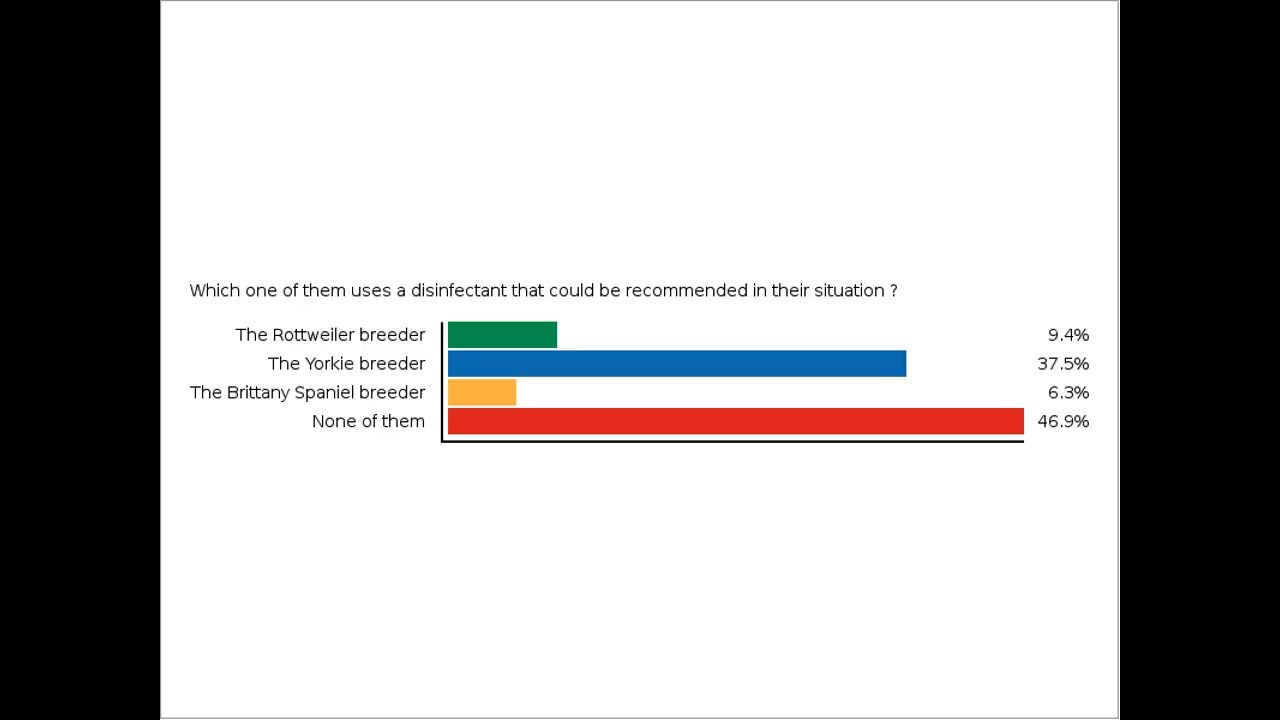 Which one of them uses a disinfectant that could be recommended in their situation ?
The Rottweiler breeder 9.4%
The Yorkie breeder 37.5%
The Brittany Spaniel breeder 6.3%
None of them 46.9%